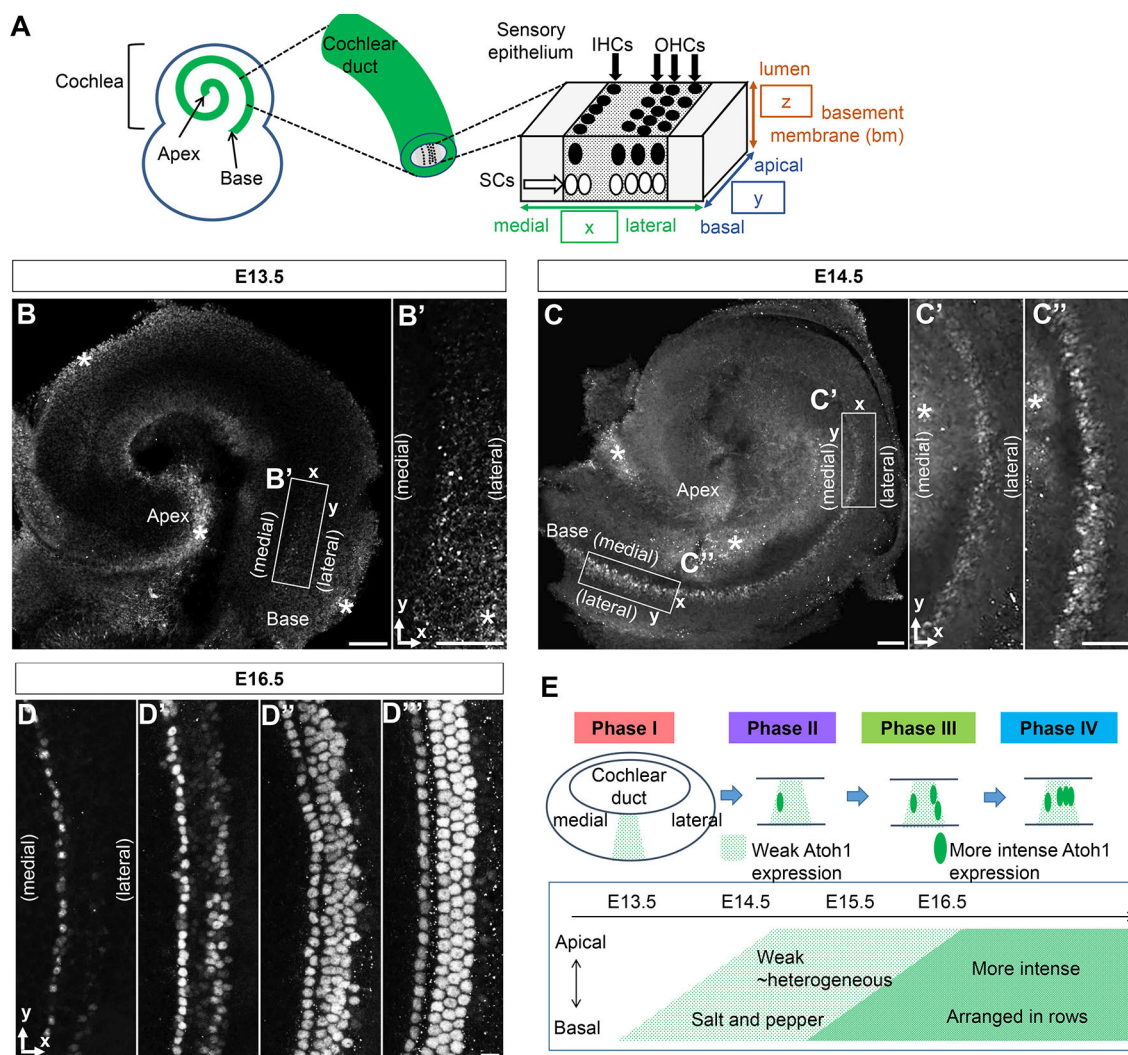 A
Cochlea
Apex
Base
Cochlear
duct
Sensory
epithelium
IHCs
OHCs
SCs
lumen
z
basement
membrane (bm)
apical
y
basal
medial
x
lateral
E13.5
B
*
B'
x
y
(medial)
(lateral)
Apex
*
Base
*
B'
(medial)
(lateral)
*
y
x
E14.5
C
C'
x
y
(medial)
(lateral)
*
Apex
Base
(medial)
C''
*
(lateral)
x
y
C'
*
(medial)
(lateral)
y
x
C''
*
E16.5
D
(medial)
(lateral)
y
x
D'
D''
D'''
E
Phase I
Phase II
Phase III
Phase IV
Cochlear
duct
medial
lateral
Weak Atoh1
expression
More intense Atoh1
expression
E13.5
E14.5
E15.5
E16.5
Apical
Basal
Weak
~heterogeneous
Salt and pepper
More intense
Arranged in rows